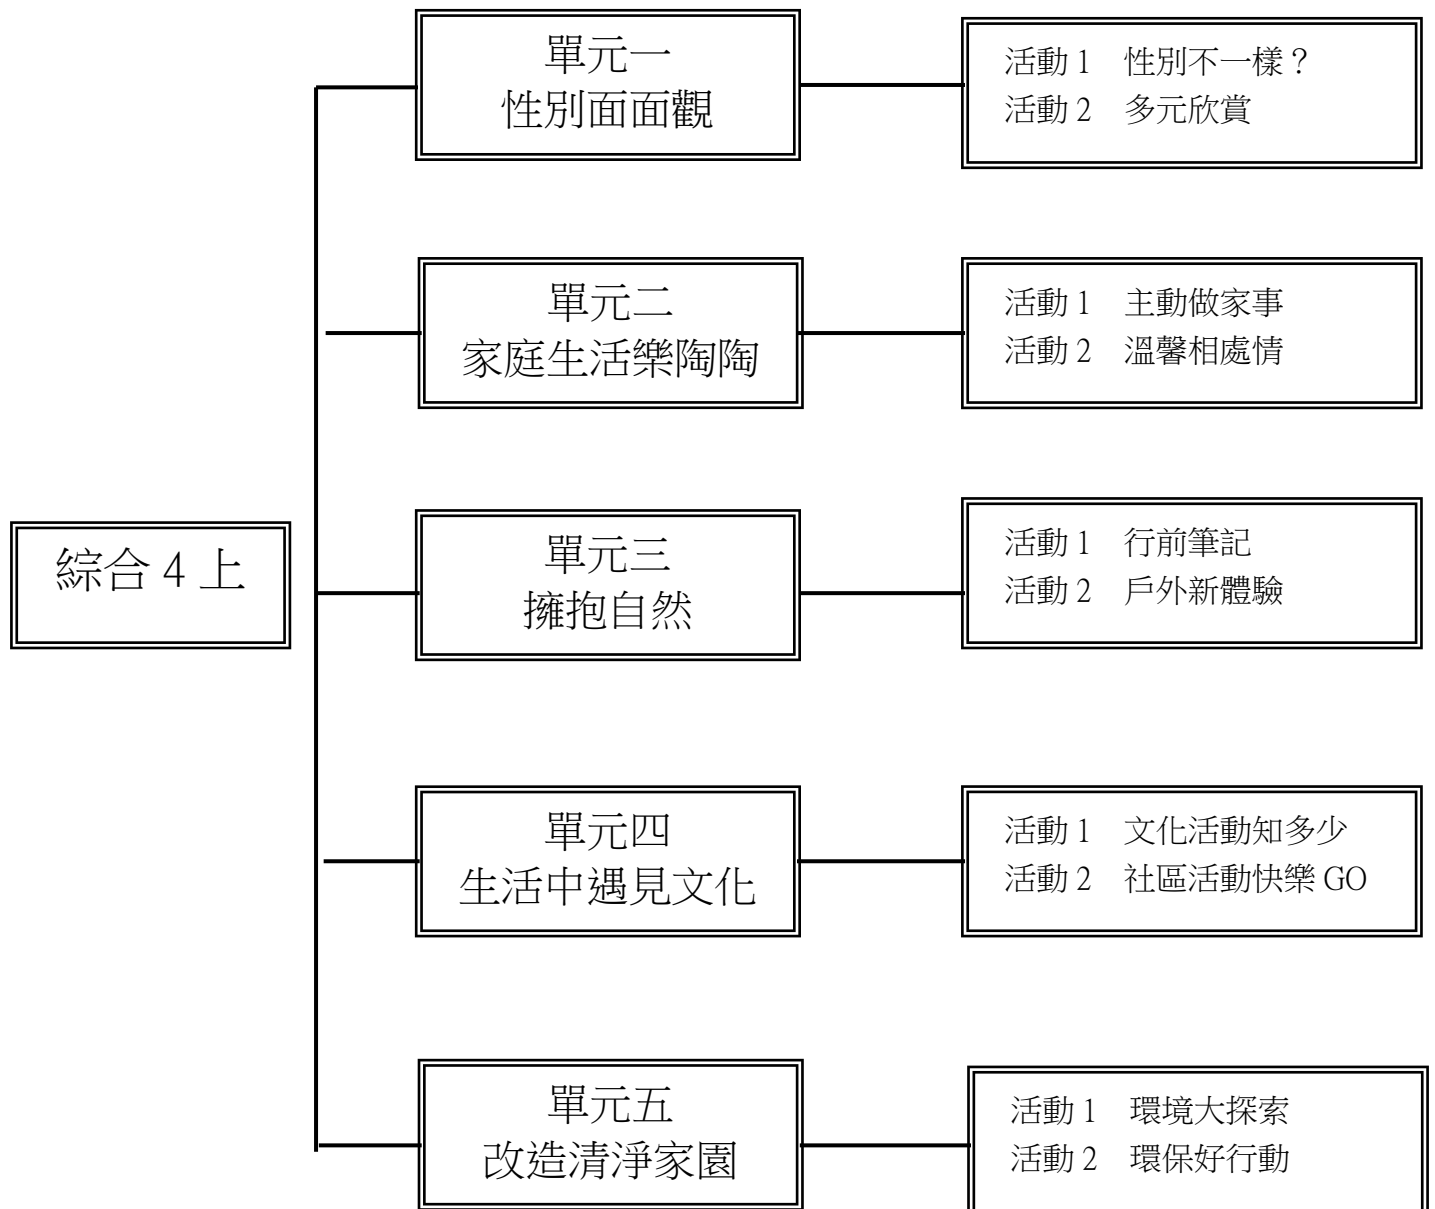 單元一
性別面面觀
活動 1　性別不一樣？
活動 2　多元欣賞
單元二
家庭生活樂陶陶
活動 1　主動做家事
活動 2　溫馨相處情
綜合 4 上
單元三
擁抱自然
活動 1　行前筆記
活動 2　戶外新體驗
單元四
生活中遇見文化
活動 1　文化活動知多少
活動 2　社區活動快樂 GO
單元五
改造清淨家園
活動 1　環境大探索
活動 2　環保好行動